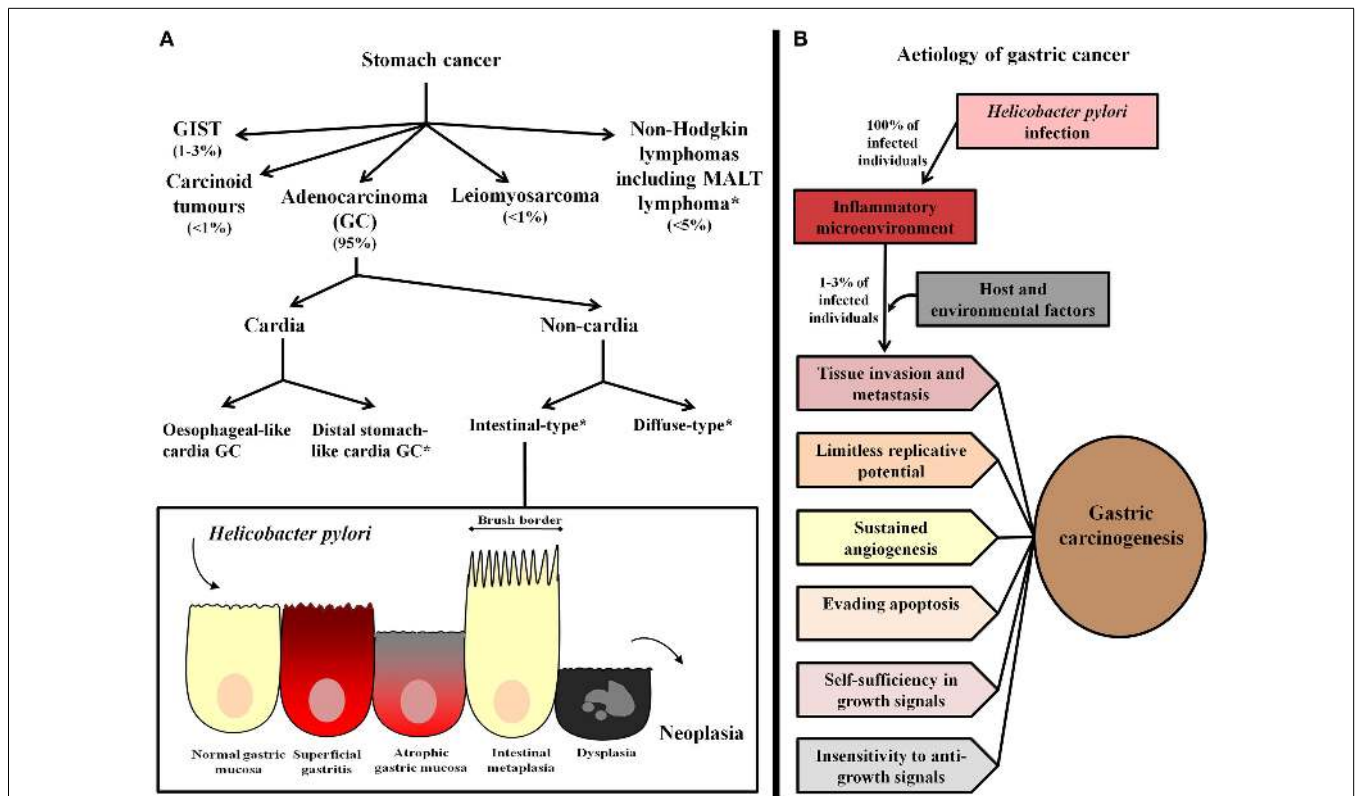 A
Stomach cancer
GIST
(1-3%)
Carcinoid
tumours
(<1%)
Adenocarcinoma
(GC)
(95%)
Leiomyosarcoma
(<1%)
Non-Hodgkin
lymphomas
including MALT
lymphoma*
(<5%)
Cardia
Non-cardia
Oesophageal-like
cardia GC
Distal stomach-
like cardia GC*
Intestinal-type*
Diffuse-type*
Brush border
Helicobacter pylori
Neoplasia
Normal gastric
mucosa
Superficial
gastritis
Atrophic
gastric mucosa
Intestinal
metaplasia
Dysplasia
B
Aetiology of gastric cancer
Helicobacter pylori
infection
100% of
infected
individuals
Inflammatory
microenvironment
1-3% of
infected
individuals
Host and
environmental factors
Tissue invasion and
metastasis
Limitless replicative
potential
Sustained
angiogenesis
Evading apoptosis
Self-sufficiency in
growth signals
Insensitivity to anti-
growth signals
Gastric
carcinogenesis